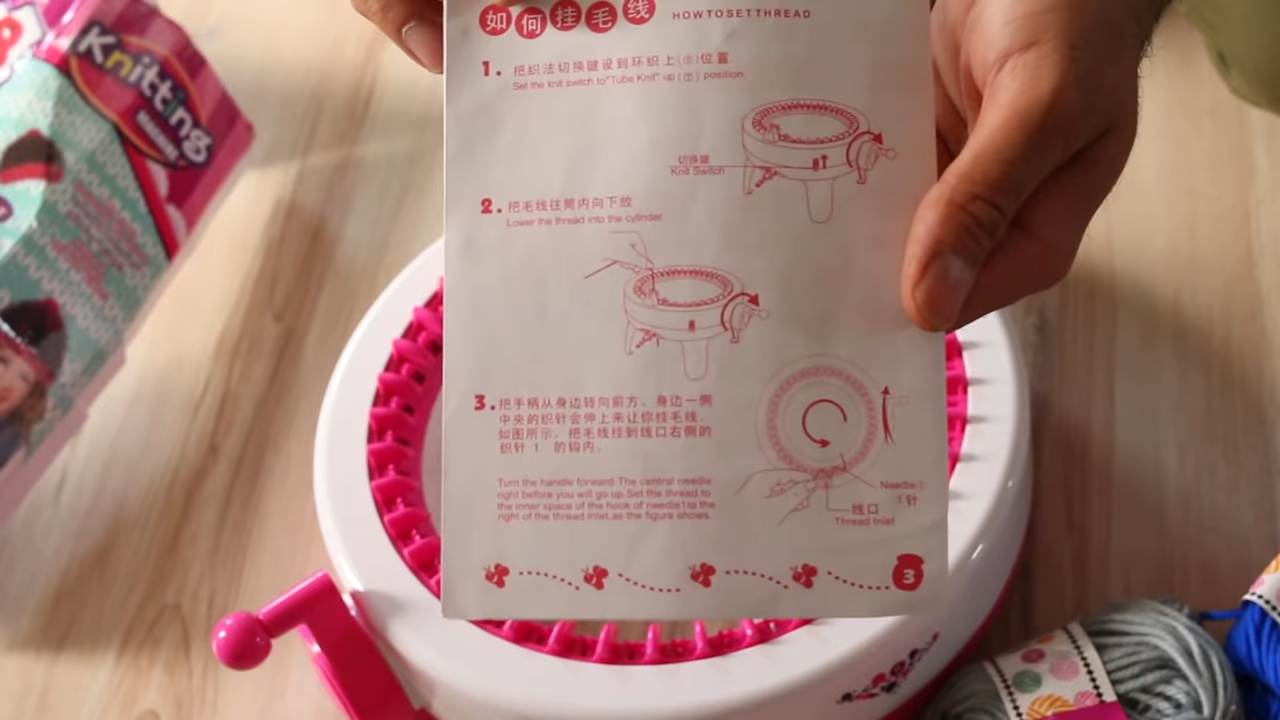 如何挂毛线 HOW TO SET THREAD
Knitting
MACHINE
1. 把织法切换键设到环织上(①)位置.
Set the knit switch to"Tube Knit" up (①) position.
切换键
Knit Switch
2. 把毛线往筒内向下放
Lower the thread into the cylinder.
3. 把手柄从身边转向前方、身边一侧
中央的织针会伸上来让你挂毛线。
如图所示、把毛线挂到线口右侧的
织针 1 的钩内。
Turn the handle forward.The central needle
right before you will go up.Set the thread to
the inner space of the hook of needle1to the
right of the thread inlet,as the figure shows.
Needle①
1.针
线口
Thread Inlet
3